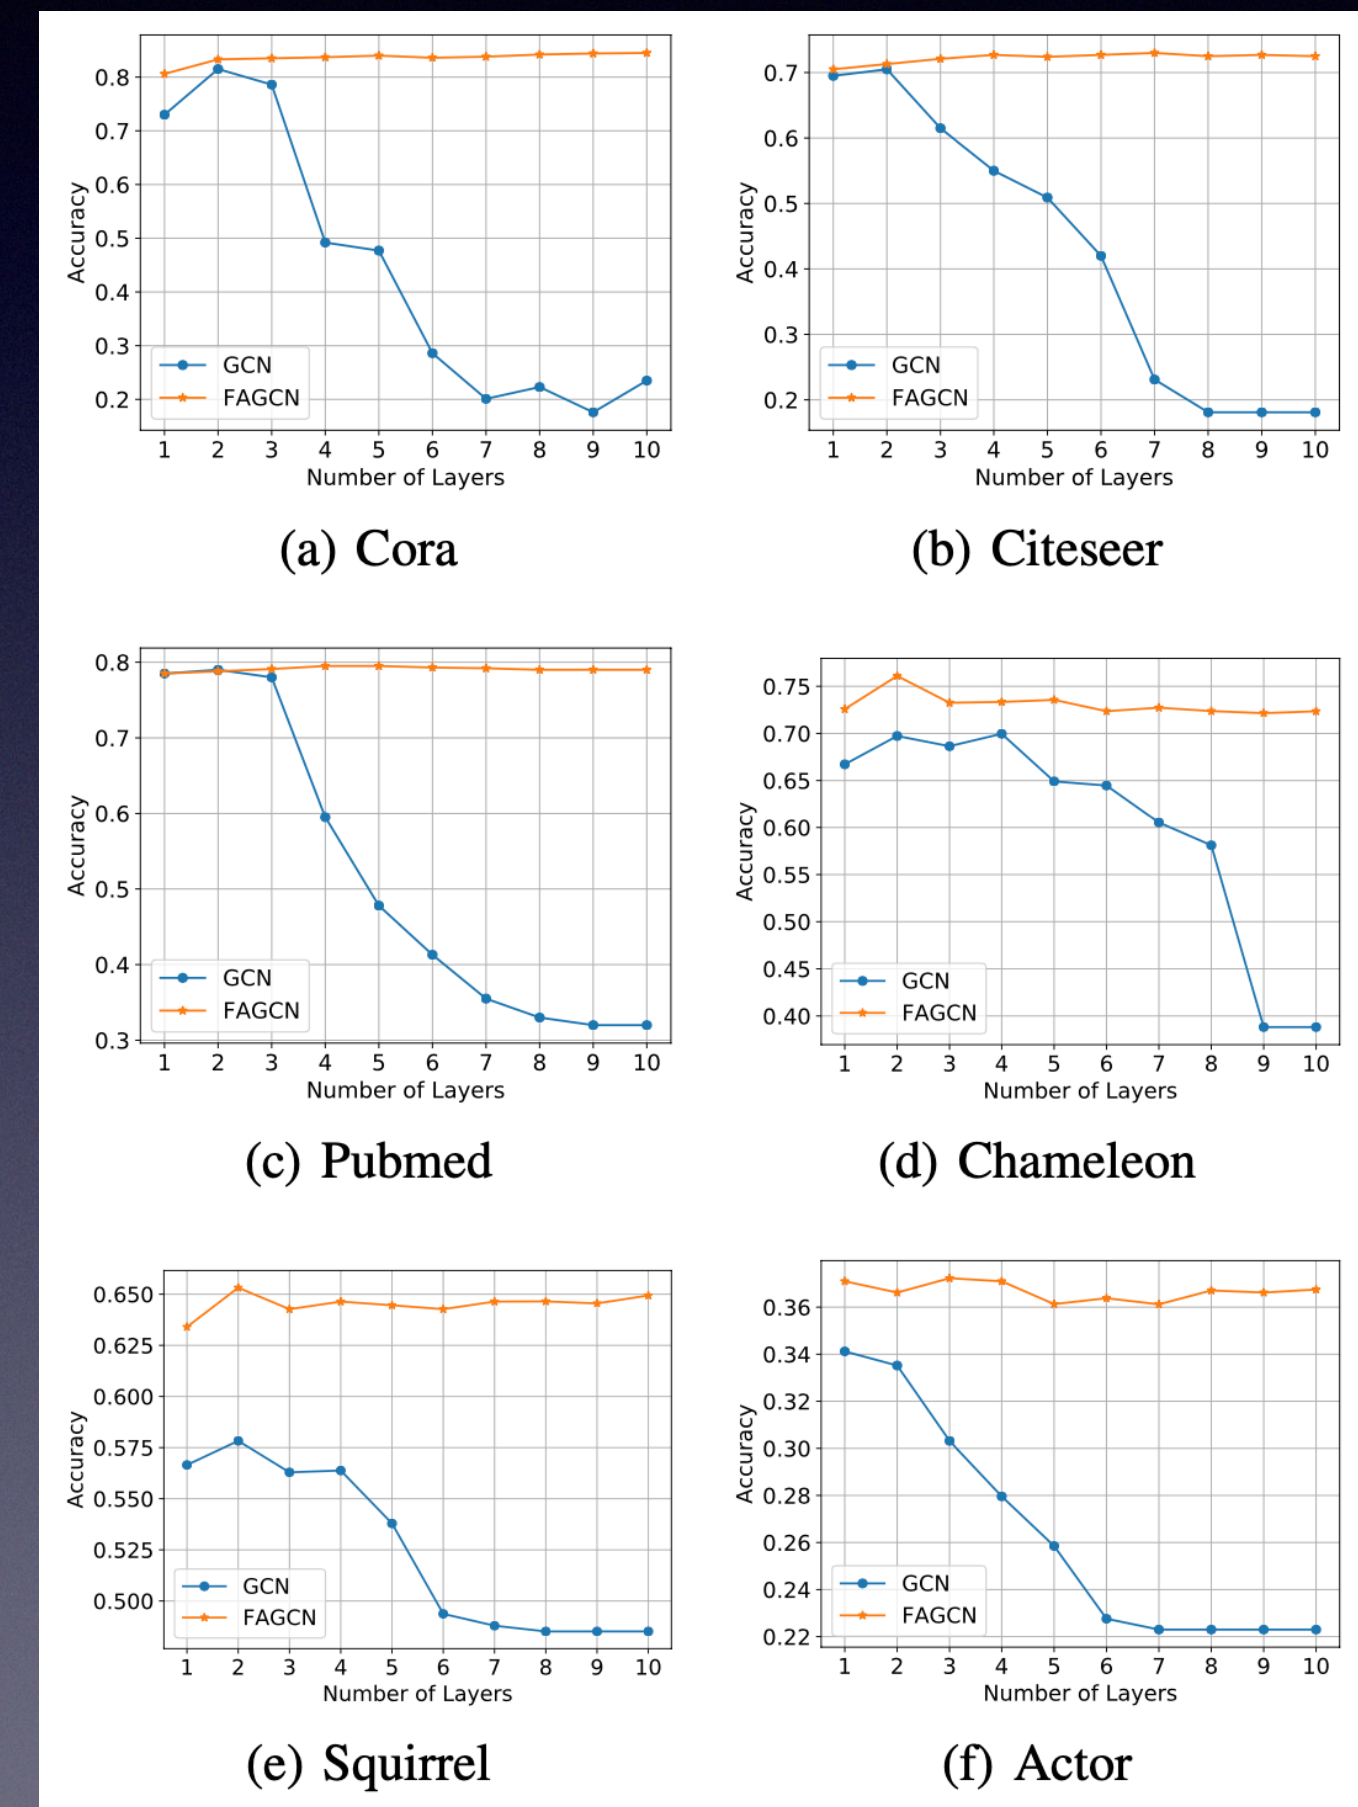 0.8
0.7
0.6
0.5
0.4
0.3
0.2
Accuracy
GCN
FAGCN
1 2 3 4 5 6 7 8 9 10
Number of Layers
(a) Cora
0.7
0.6
0.5
0.4
0.3
0.2
Accuracy
GCN
FAGCN
1 2 3 4 5 6 7 8 9 10
Number of Layers
(b) Citeseer
0.8
0.7
0.6
0.5
0.4
0.3
Accuracy
GCN
FAGCN
1 2 3 4 5 6 7 8 9 10
Number of Layers
(c) Pubmed
0.75
0.70
0.65
0.60
0.55
0.50
0.45
0.40
Accuracy
GCN
FAGCN
1 2 3 4 5 6 7 8 9 10
Number of Layers
(d) Chameleon
0.650
0.625
0.600
0.575
0.550
0.525
0.500
Accuracy
GCN
FAGCN
1 2 3 4 5 6 7 8 9 10
Number of Layers
(e) Squirrel
0.36
0.34
0.32
0.30
0.28
0.26
0.24
0.22
Accuracy
GCN
FAGCN
1 2 3 4 5 6 7 8 9 10
Number of Layers
(f) Actor